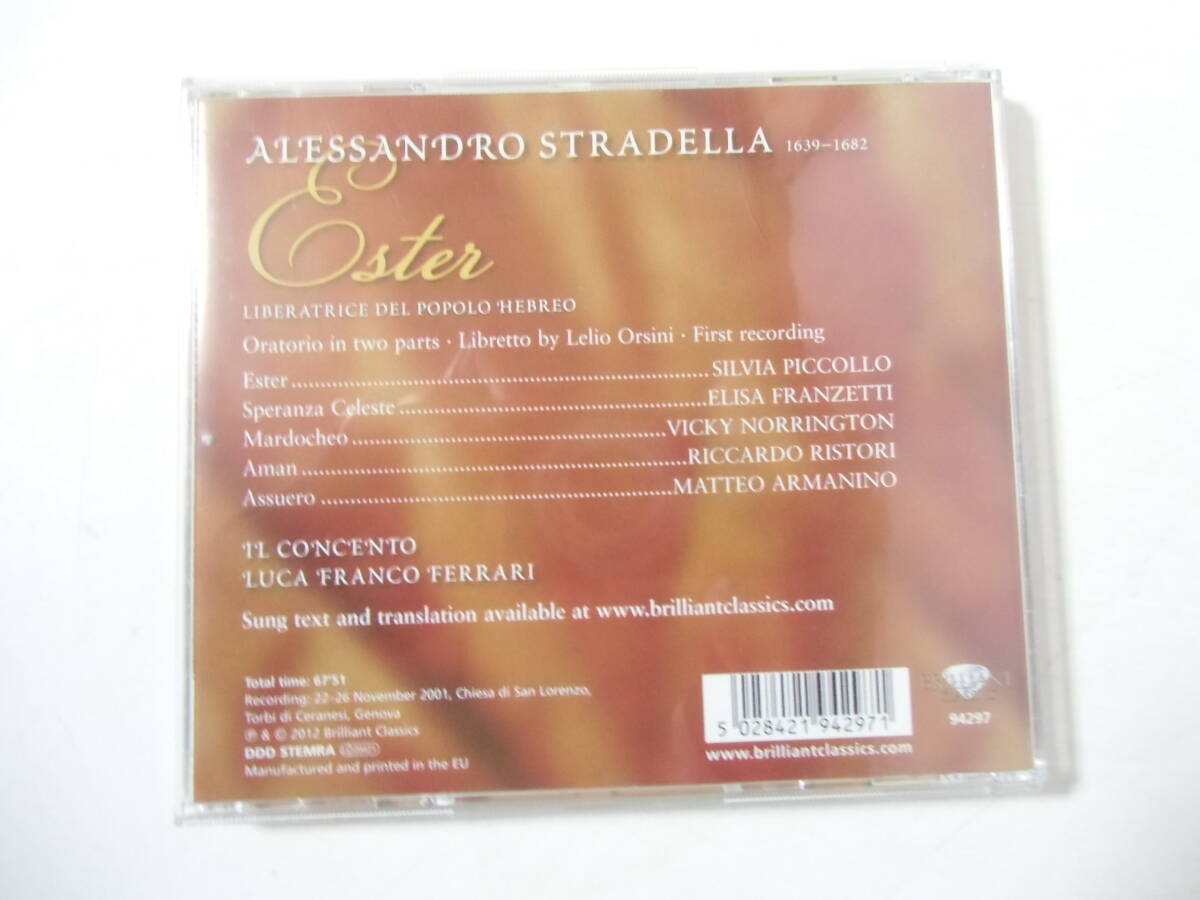 ALESSANDRO STRADELLA 1639–1682
Ester
LIBERATRICE DEL POPOLO HEBREO
Oratorio in two parts · Libretto by Lelio Orsini · First recording
Ester ........................................ SILVIA PICCOLLO
Speranza Celeste ........................................ ELISA FRANZETTI
Mardocheo ........................................ VICKY NORRINGTON
Aman ........................................ RICCARDO RISTORI
Assuero ........................................ MATTEO ARMANINO
IL CONCENTO
LUCA FRANCO FERRARI
Sung text and translation available at www.brilliantclassics.com
Total time: 67'51
Recording: 22-26 November 2001, Chiesa di San Lorenzo,
Torbi di Ceranesi, Genova
℗ & © 2012 Brilliant Classics
DDD STEMRA
Manufactured and printed in the EU
5 028421 942971
www.brilliantclassics.com
94297